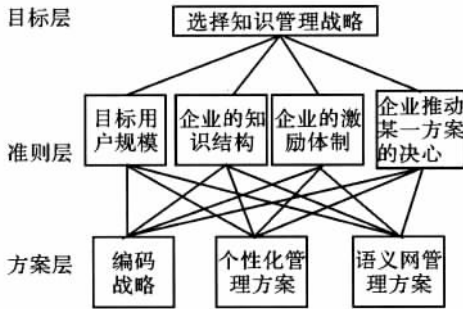 目标层
选择知识管理战略
准则层
目标用
户规模
企业的知
识结构
企业的激
励体制
企业推动
某一方案
的决心
方案层
编码
战略
个性化管
理方案
语义网管
理方案